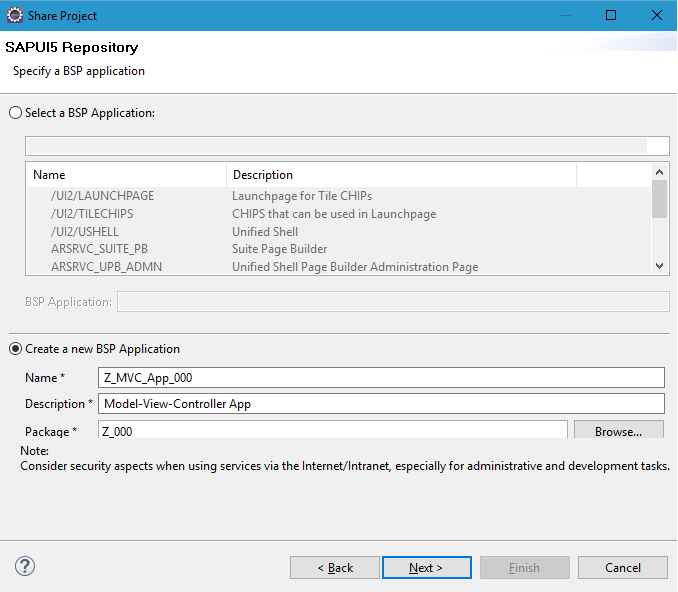 Share Project
SAPUI5 Repository
Specify a BSP application
Select a BSP Application:
Name Description
/UI2/LAUNCHPAGE Launchpage for Tile CHIPs
/UI2/TILECHIPS CHIPS that can be used in Launchpage
/UI2/USHELL Unified Shell
ARSRVC_SUITE_PB Suite Page Builder
ARSRVC_UPB_ADMN Unified Shell Page Builder Administration Page
BSP Application:
Create a new BSP Application
Name * Z_MVC_App_000
Description * Model-View-Controller App
Package * Z_000 Browse...
Note:
Consider security aspects when using services via the Internet/Intranet, especially for administrative and development tasks.
? < Back Next > Finish Cancel